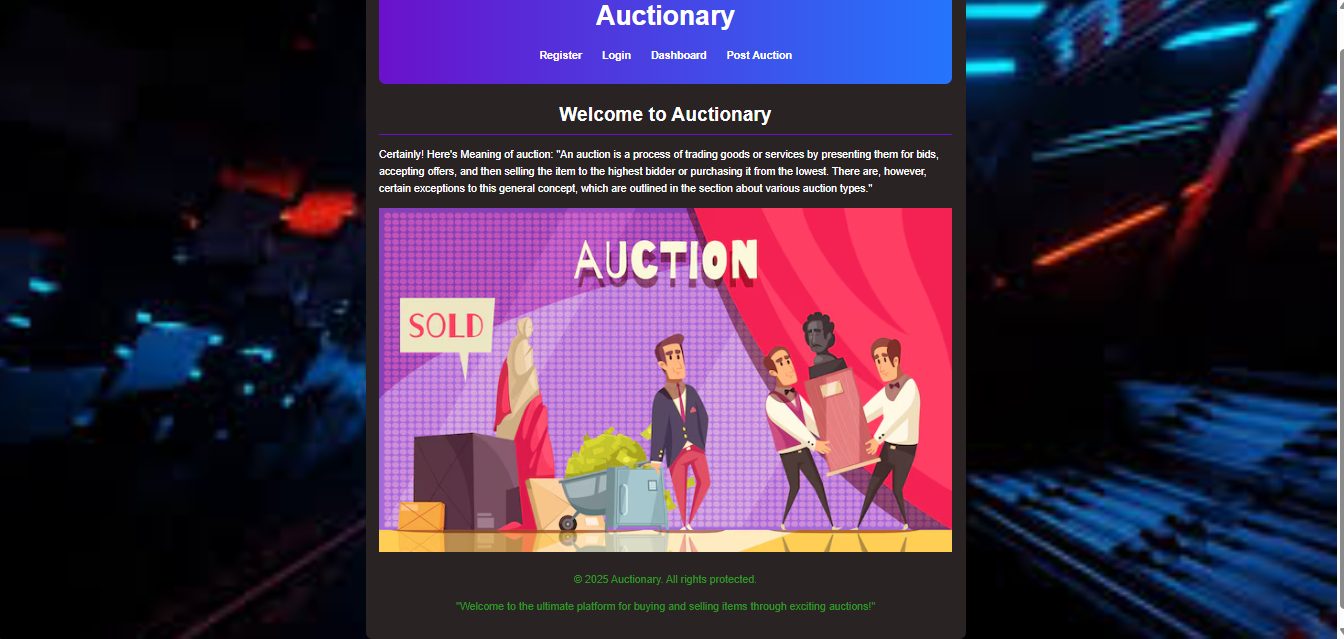 Auctionary
Register Login Dashboard Post Auction
Welcome to Auctionary
Certainly! Here's Meaning of auction: "An auction is a process of trading goods or services by presenting them for bids,
accepting offers, and then selling the item to the highest bidder or purchasing it from the lowest. There are, however,
certain exceptions to this general concept, which are outlined in the section about various auction types."
AUCTION
SOLD
© 2025 Auctionary. All rights protected.
"Welcome to the ultimate platform for buying and selling items through exciting auctions!"